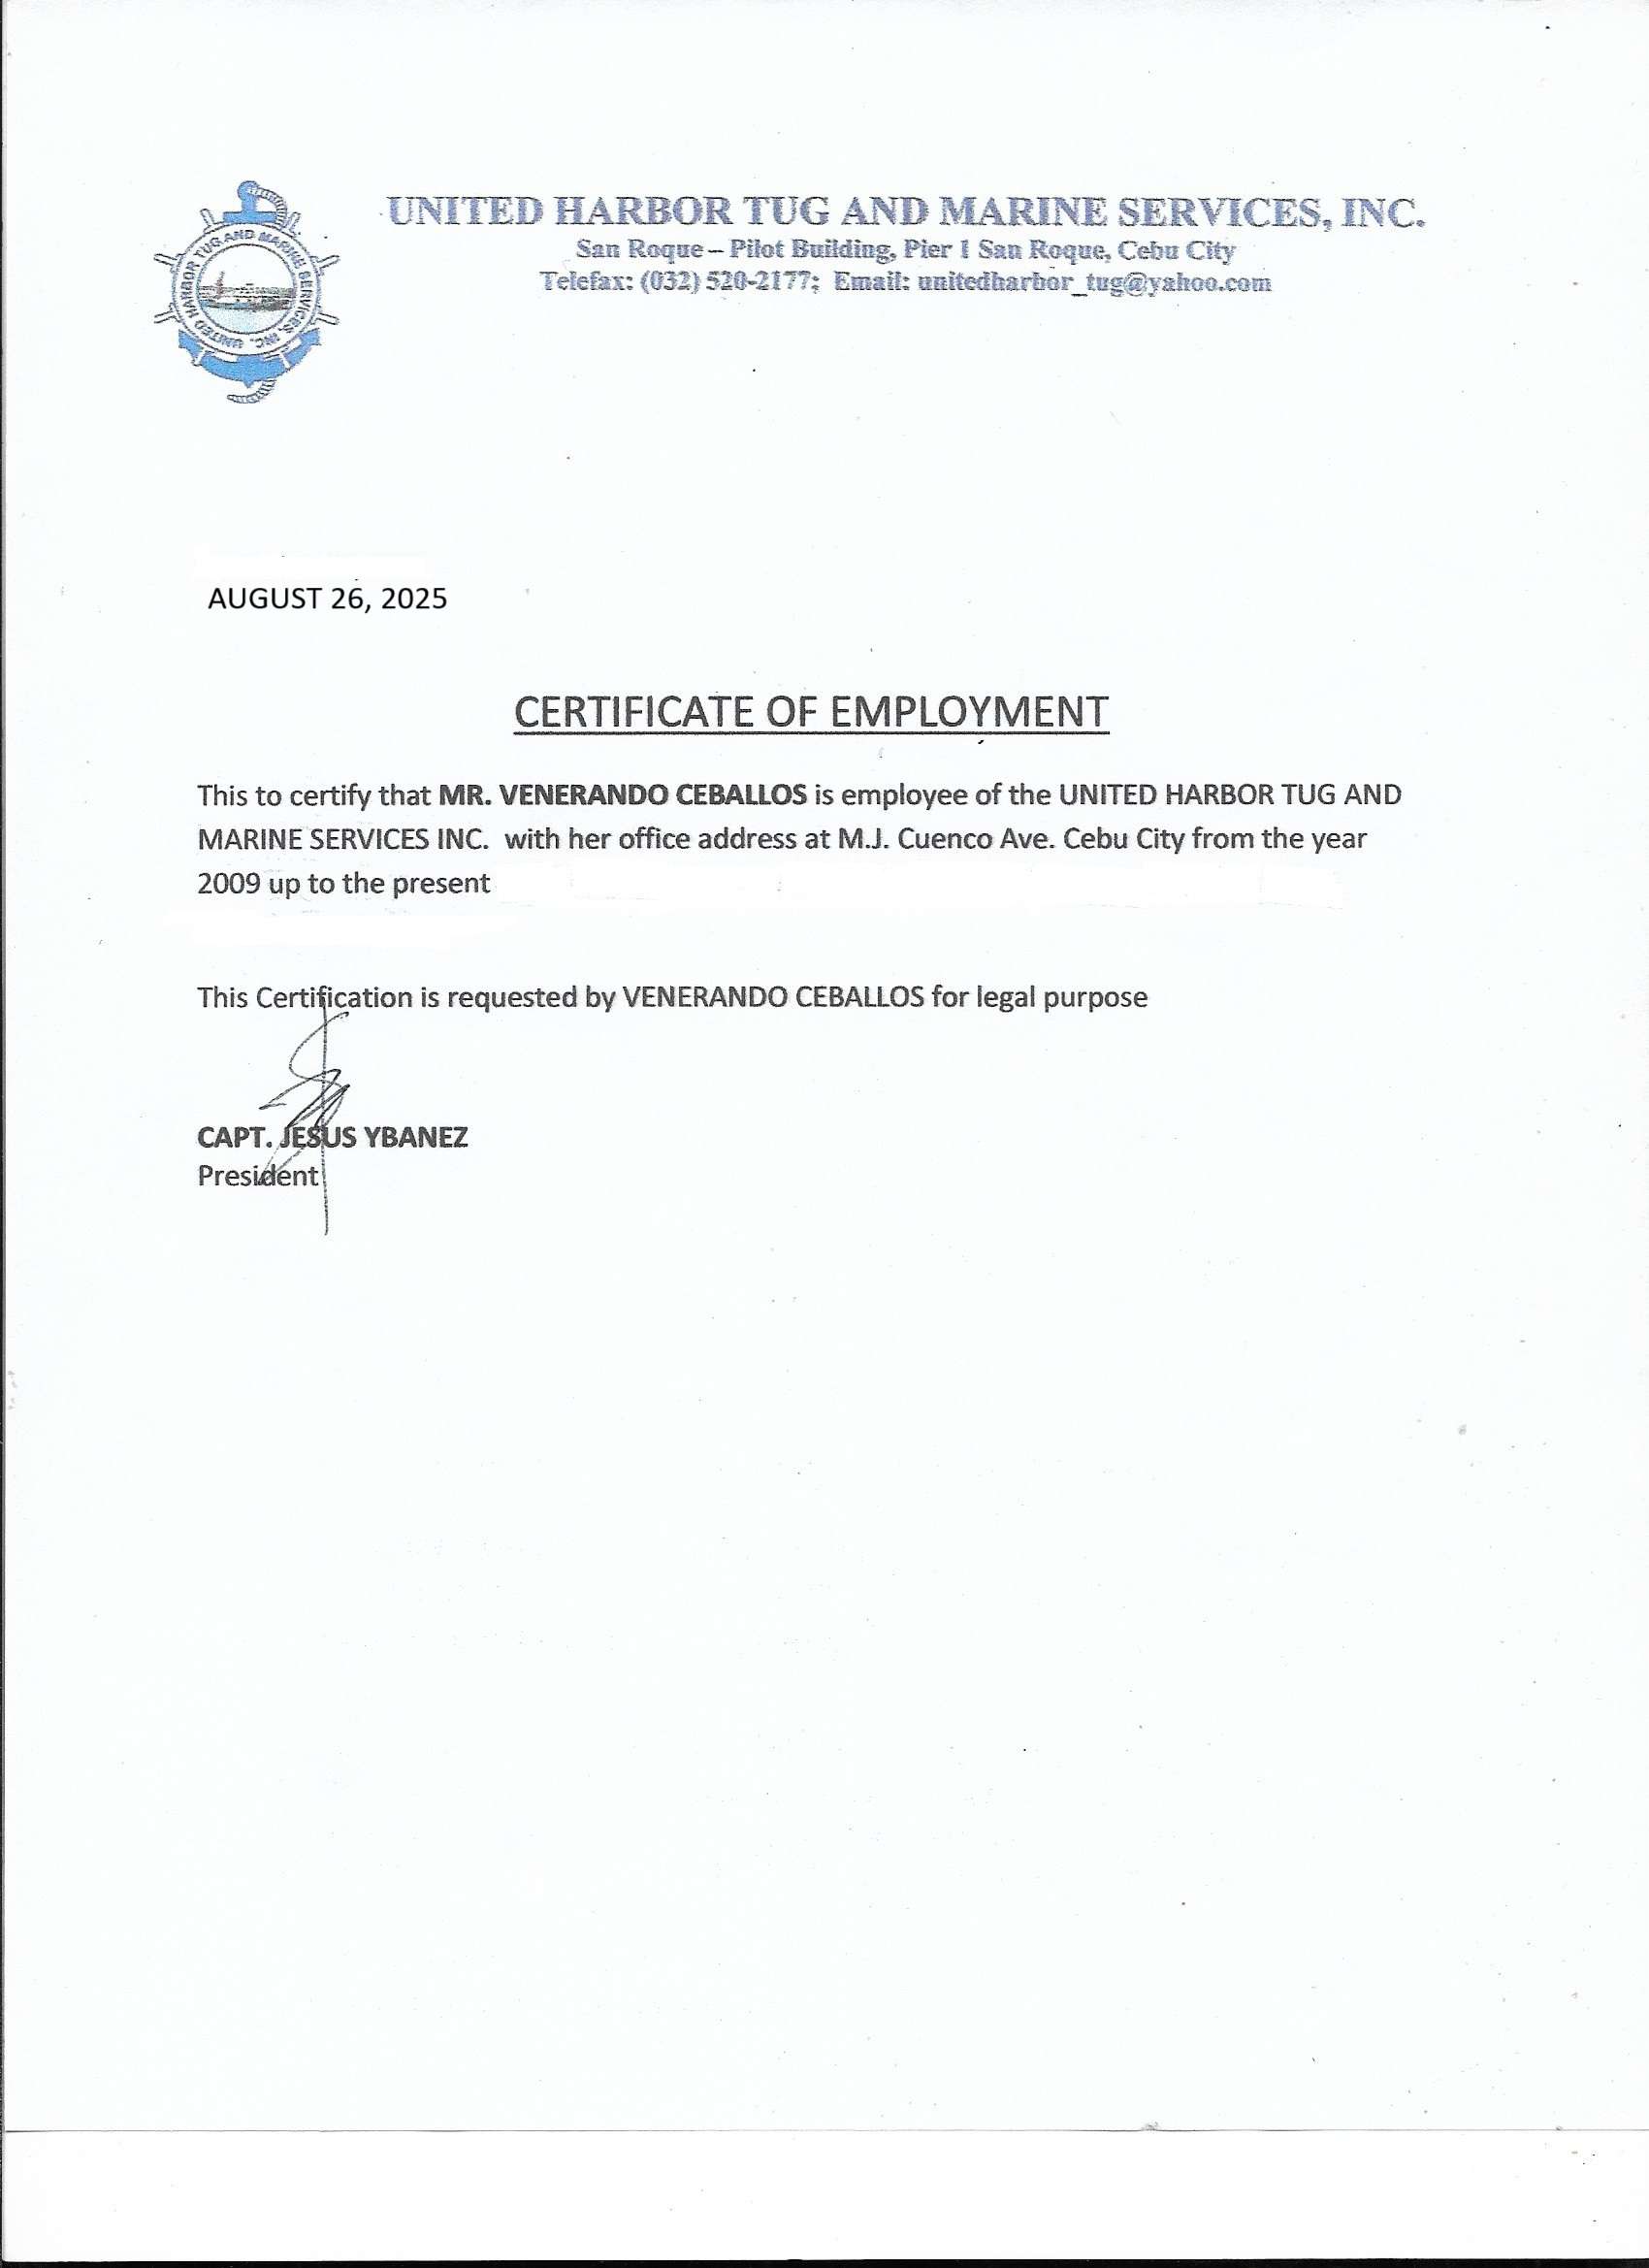 UNITED HARBOR TUG AND MARINE SERVICES, INC.
UNITED HARBOR TUG AND MARINE SERVICES, INC.
San Roque – Pilot Building, Pier 1 San Roque, Cebu City
Telefax: (032) 520-2177; Email: unitedharbor_tug@yahoo.com
AUGUST 26, 2025
CERTIFICATE OF EMPLOYMENT
This to certify that MR. VENERANDO CEBALLOS is employee of the UNITED HARBOR TUG AND
MARINE SERVICES INC. with her office address at M.J. Cuenco Ave. Cebu City from the year
2009 up to the present
This Certification is requested by VENERANDO CEBALLOS for legal purpose
CAPT. JESUS YBANEZ
President